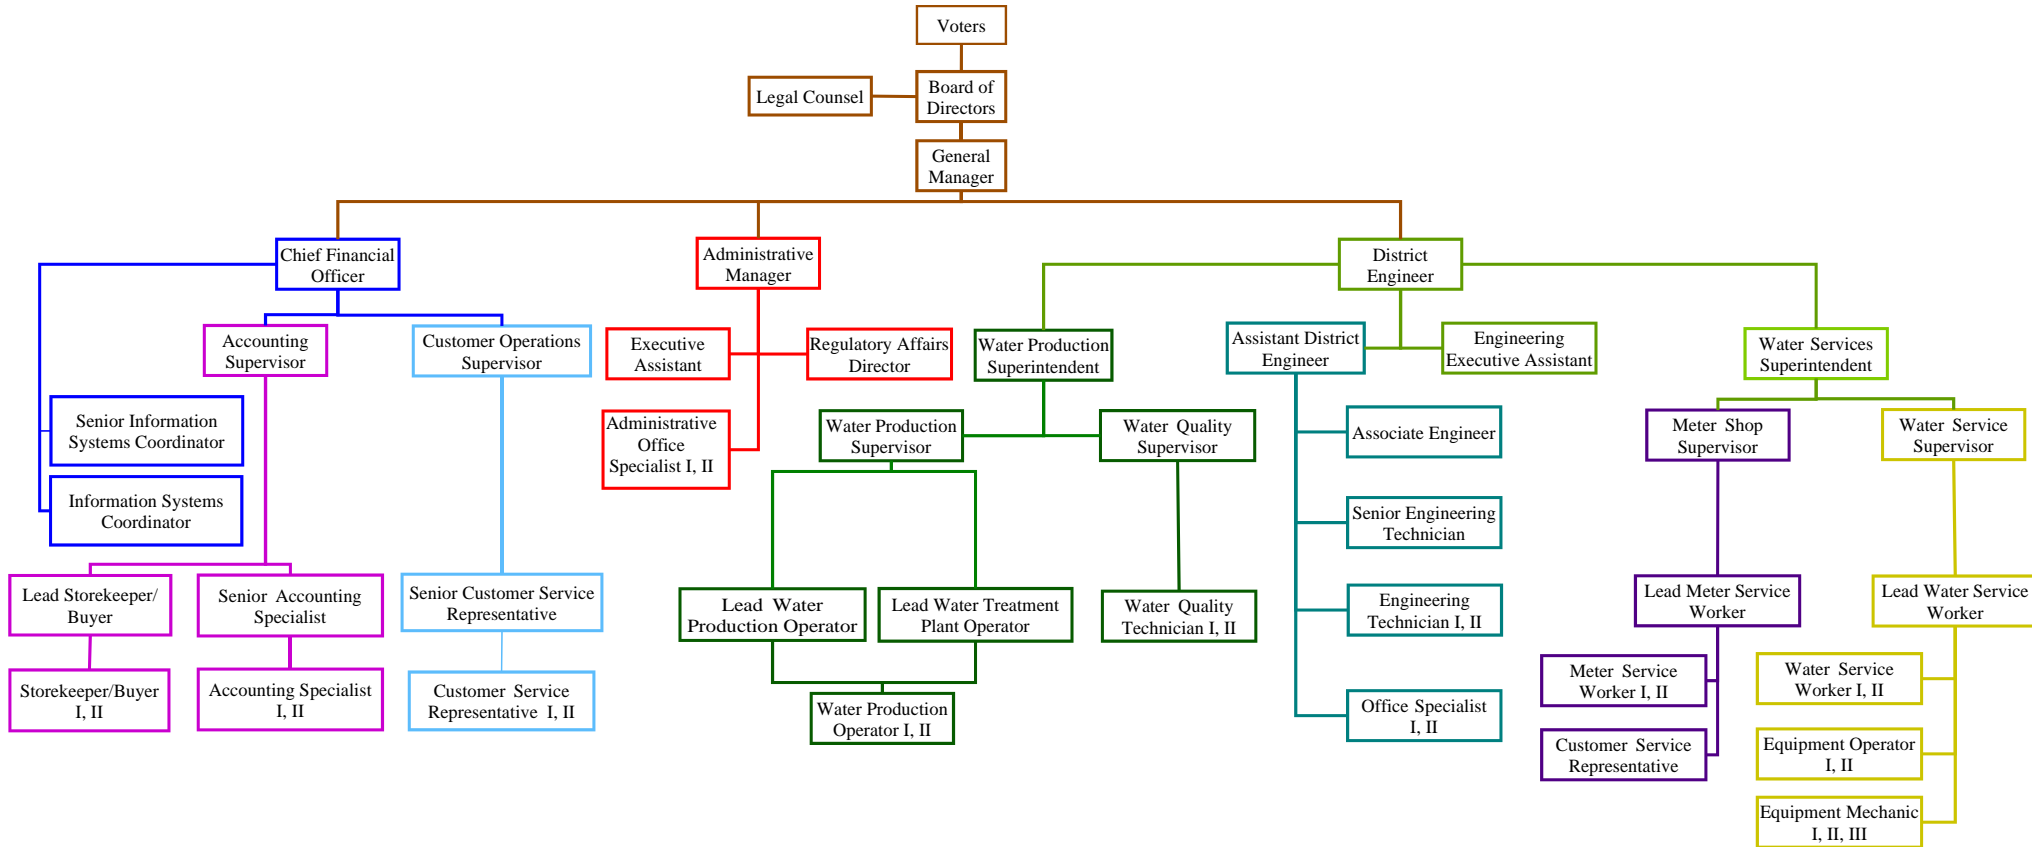 Voters
Legal Counsel
Board of
Directors
General
Manager
Chief Financial
Officer
Administrative
Manager
District
Engineer
Accounting
Supervisor
Customer Operations
Supervisor
Executive
Assistant
Regulatory Affairs
Director
Water Production
Superintendent
Assistant District
Engineer
Engineering
Executive Assistant
Water Services
Superintendent
Senior Information
Systems Coordinator
Administrative
Office
Specialist I, II
Water Production
Supervisor
Water Quality
Supervisor
Associate Engineer
Meter Shop
Supervisor
Water Service
Supervisor
Information Systems
Coordinator
Senior Engineering
Technician
Lead Storekeeper/
Buyer
Senior Accounting
Specialist
Senior Customer Service
Representative
Lead Water
Production Operator
Lead Water Treatment
Plant Operator
Water Quality
Technician I, II
Engineering
Technician I, II
Lead Meter Service
Worker
Lead Water Service
Worker
Storekeeper/Buyer
I, II
Accounting Specialist
I, II
Customer Service
Representative I, II
Water Production
Operator I, II
Office Specialist
I, II
Meter Service
Worker I, II
Water Service
Worker I, II
Customer Service
Representative
Equipment Operator
I, II
Equipment Mechanic
I, II, III